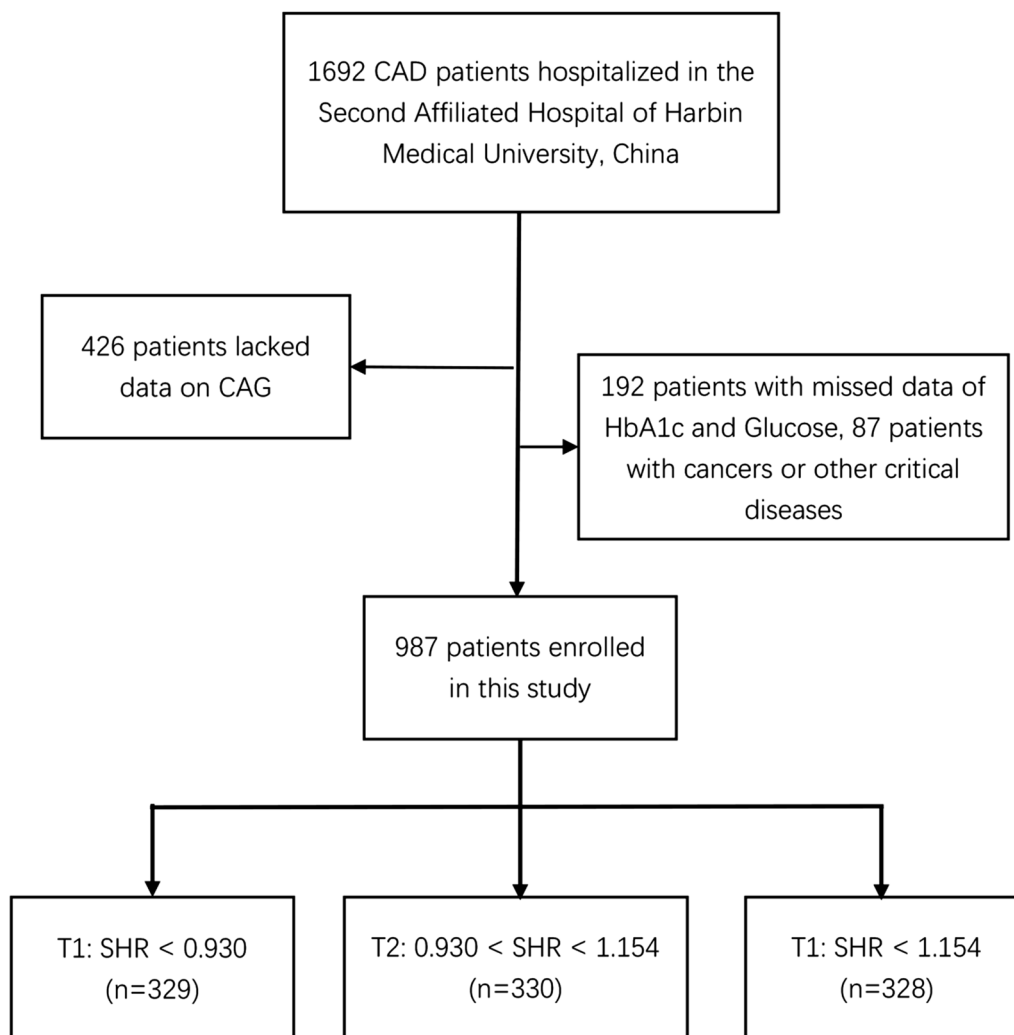 1692 CAD patients hospitalized in the
Second Affiliated Hospital of Harbin
Medical University, China
426 patients lacked
data on CAG
192 patients with missed data of
HbA1c and Glucose, 87 patients
with cancers or other critical
diseases
987 patients enrolled
in this study
T1: SHR < 0.930
(n=329)
T2: 0.930 < SHR < 1.154
(n=330)
T1: SHR < 1.154
(n=328)